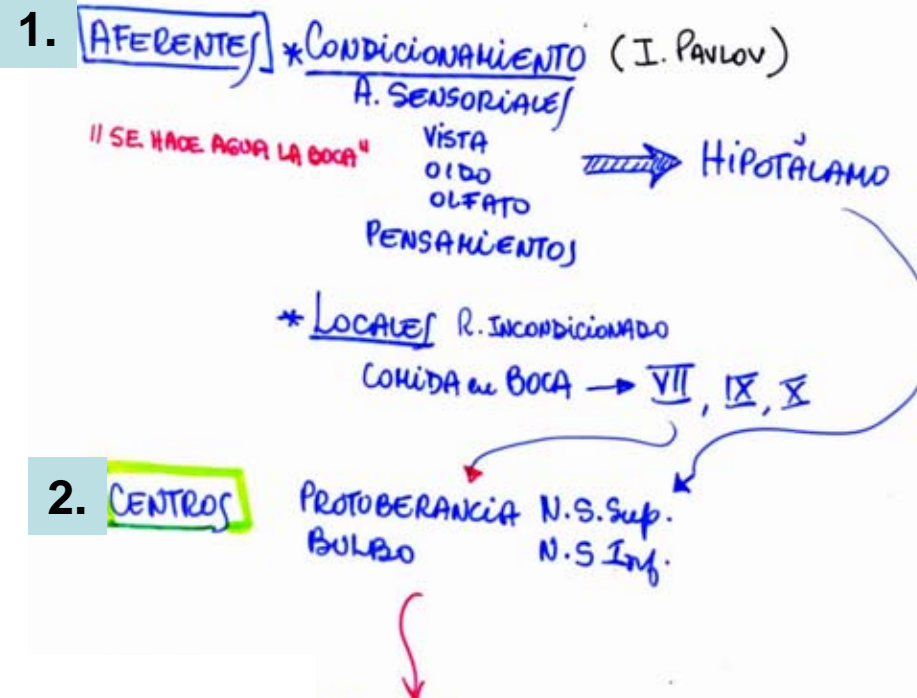 1. AFERENTES * CONDICIONAMIENTO (I. PAVLOV)
A. SENSORIALES
"SE HACE AGUA LA BOCA"
VISTA
OIDO
OLFATO
HIPOTÁLAMO
PENSAMIENTOS
* LOCALES R. INCONDICIONADO
COMIDA en BOCA → VII, IX, X
2. CENTROS PROTOBERANCIA N.S.Sup.
BULBO N.S Inf.